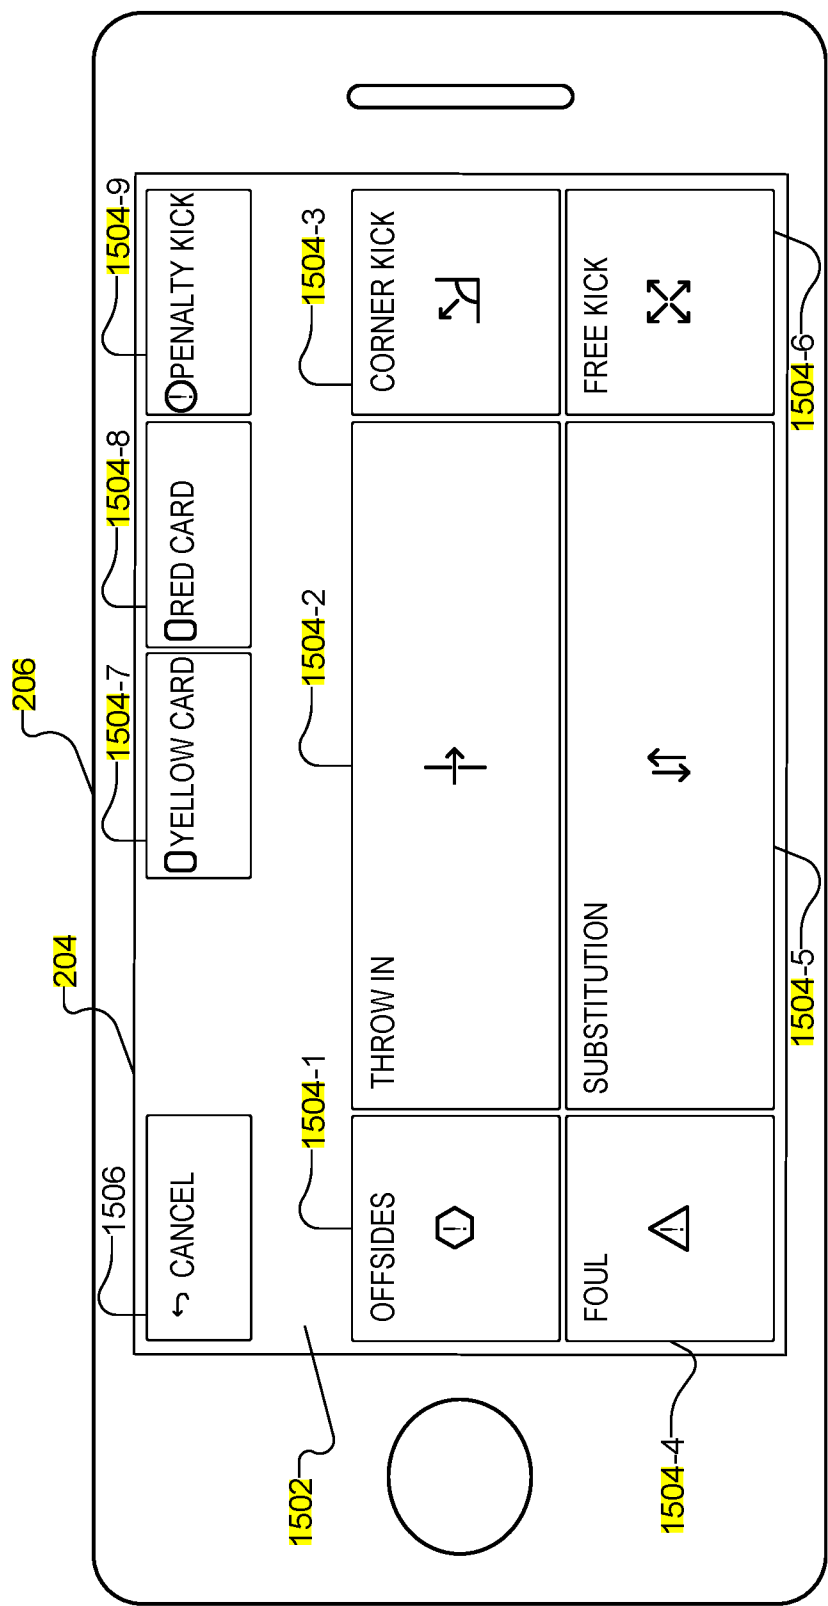 206
204
1506
1504-7
1504-8
1504-9
CANCEL
YELLOW CARD
RED CARD
PENALTY KICK
1502
1504-1
1504-2
1504-3
OFFSIDES
THROW IN
CORNER KICK
FOUL
SUBSTITUTION
FREE KICK
1504-4
1504-5
1504-6